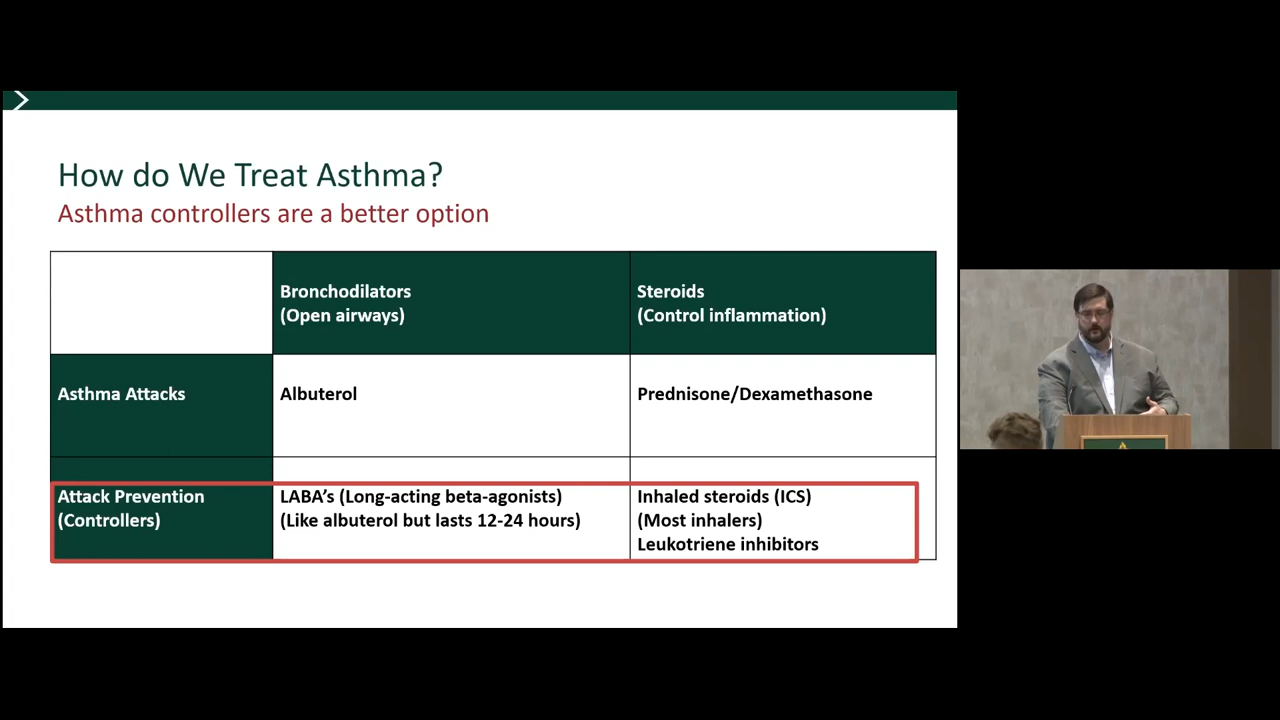 How do We Treat Asthma?
Asthma controllers are a better option
Bronchodilators
(Open airways)
Steroids
(Control inflammation)
Asthma Attacks
Albuterol
Prednisone/Dexamethasone
Attack Prevention
(Controllers)
LABA's (Long-acting beta-agonists)
(Like albuterol but lasts 12-24 hours)
Inhaled steroids (ICS)
(Most inhalers)
Leukotriene inhibitors